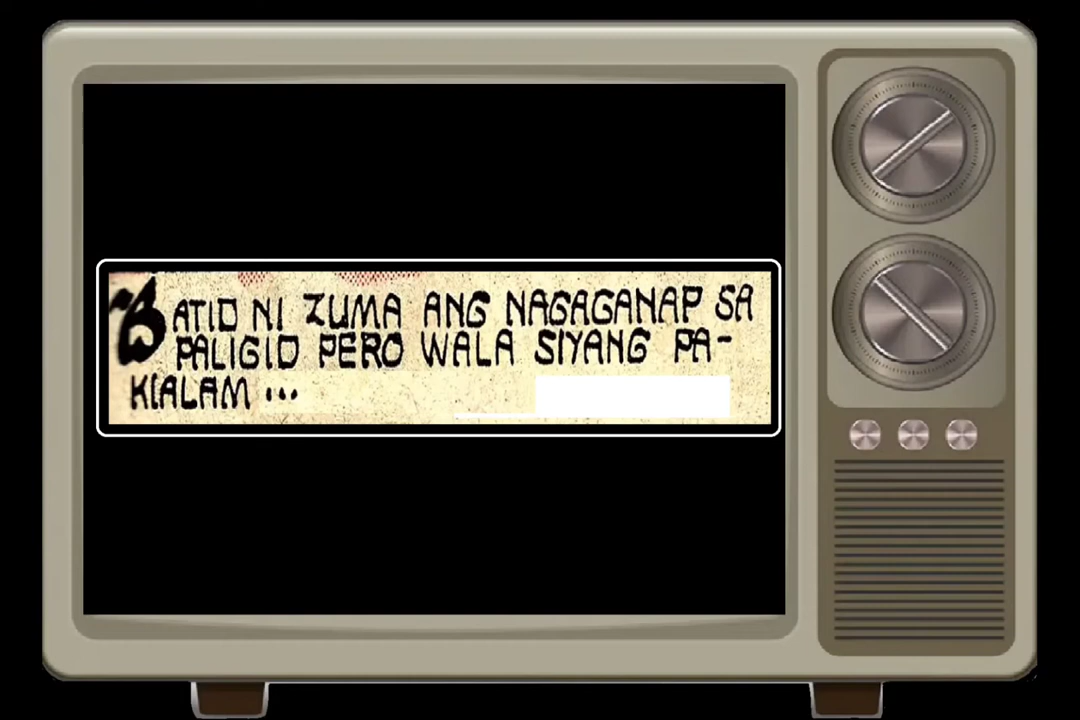 BATID NI ZUMA ANG NAGAGANAP SA
PALIGID PERO WALA SIYANG PA-
KIALAM ...